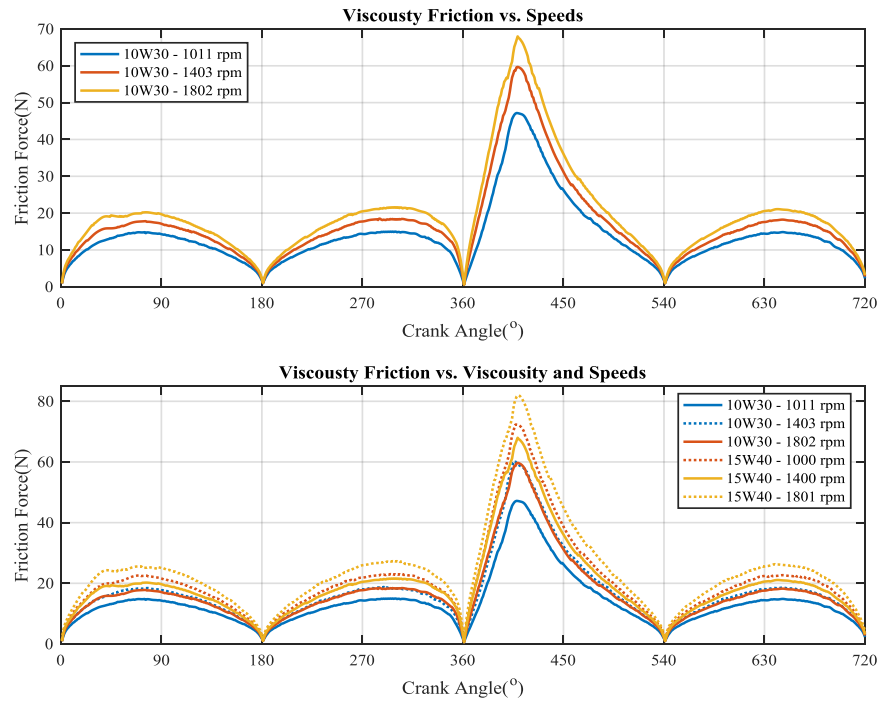 Viscousty Friction vs. Speeds
70
60
50
40
30
20
10
0
Friction Force(N)
10W30 - 1011 rpm
10W30 - 1403 rpm
10W30 - 1802 rpm
0 90 180 270 360 450 540 630 720
Crank Angle(°)
Viscousty Friction vs. Viscousity and Speeds
80
60
40
20
0
Friction Force(N)
10W30 - 1011 rpm
10W30 - 1403 rpm
10W30 - 1802 rpm
15W40 - 1000 rpm
15W40 - 1400 rpm
15W40 - 1801 rpm
0 90 180 270 360 450 540 630 720
Crank Angle(°)